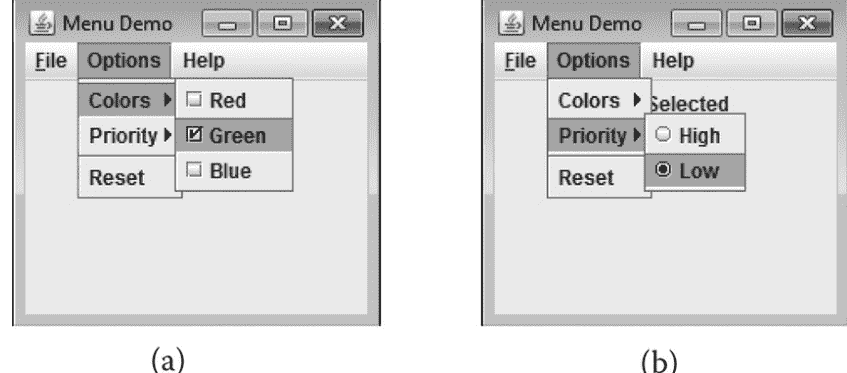 Menu Demo
File Options Help
Colors Red
Priority Green
Reset Blue
(a)
Menu Demo
File Options Help
Colors Selected
Priority High
Reset Low
(b)